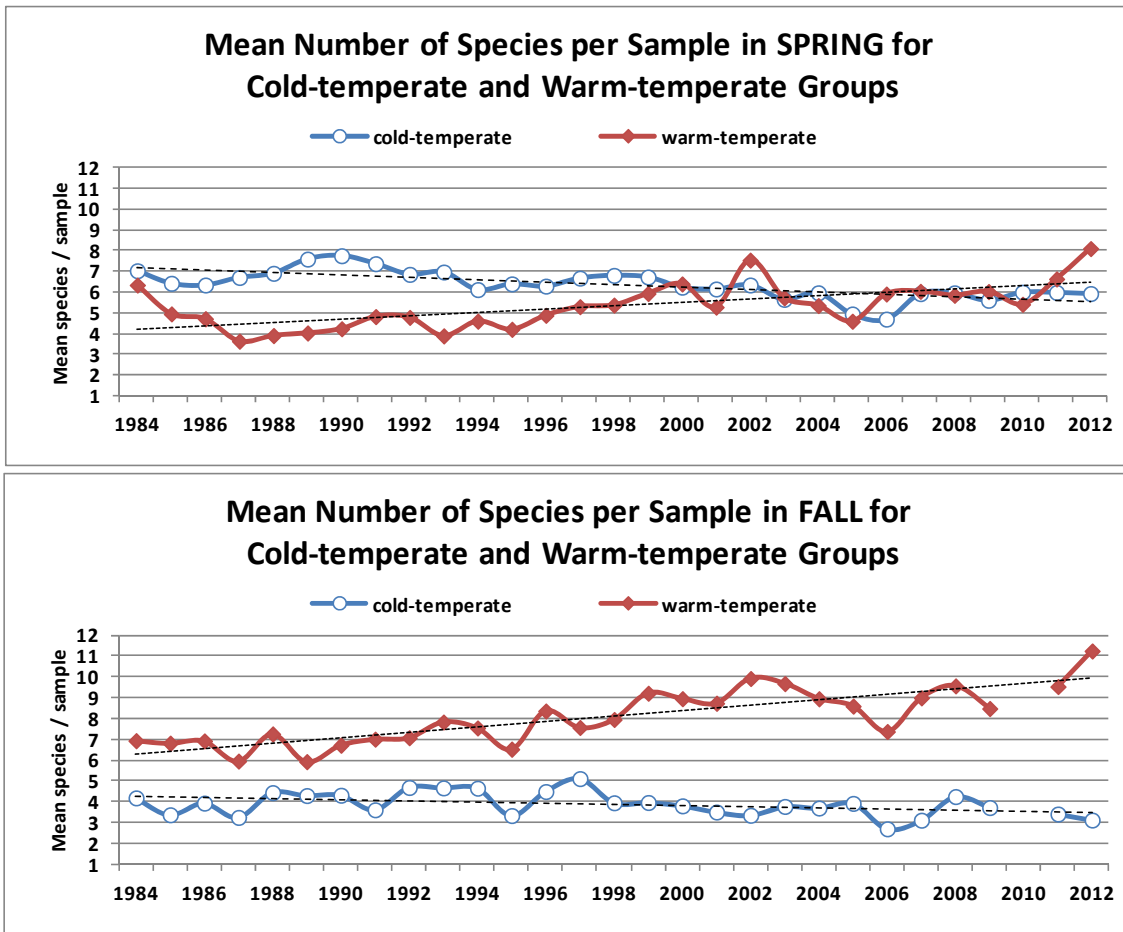 Mean Number of Species per Sample in SPRING for
Cold-temperate and Warm-temperate Groups
cold-temperate warm-temperate
Mean species / sample
12
11
10
9
8
7
6
5
4
3
2
1
1984 1986 1988 1990 1992 1994 1996 1998 2000 2002 2004 2006 2008 2010 2012
Mean Number of Species per Sample in FALL for
Cold-temperate and Warm-temperate Groups
cold-temperate warm-temperate
Mean species / sample
12
11
10
9
8
7
6
5
4
3
2
1
1984 1986 1988 1990 1992 1994 1996 1998 2000 2002 2004 2006 2008 2010 2012